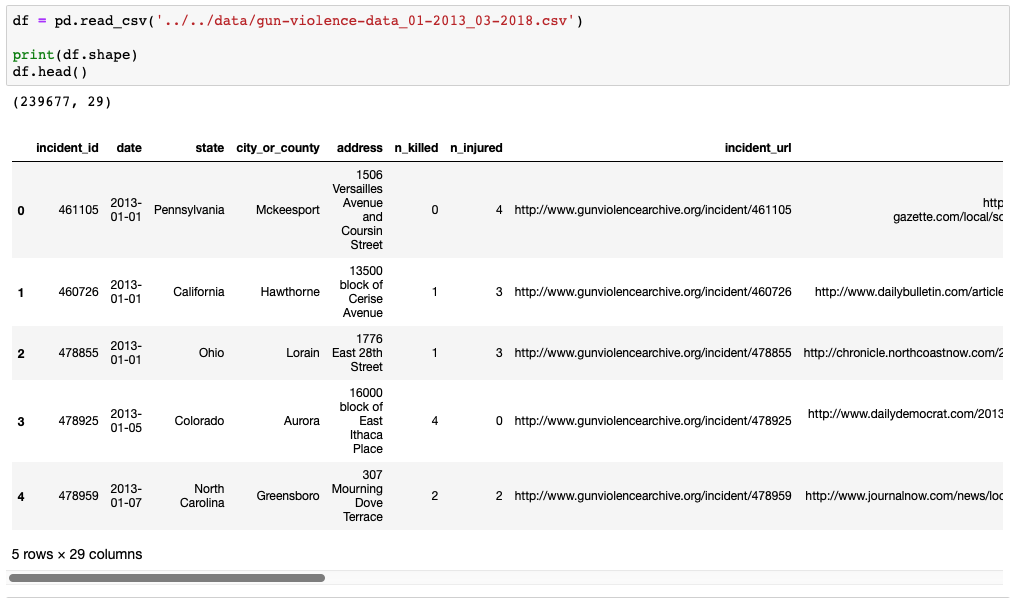 df = pd.read_csv('../../data/gun-violence-data_01-2013_03-2018.csv')
print(df.shape)
df.head()
(239677, 29)
incident_id date state city_or_county address n_killed n_injured incident_url
0 461105 2013-01-01 Pennsylvania Mckeesport 1506 Versailles Avenue and Coursin Street 0 4 http://www.gunviolencearchive.org/incident/461105 http gazette.com/local/so
1 460726 2013-01-01 California Hawthorne 13500 block of Cerise Avenue 1 3 http://www.gunviolencearchive.org/incident/460726 http://www.dailybulletin.com/article
2 478855 2013-01-01 Ohio Lorain 1776 East 28th Street 1 3 http://www.gunviolencearchive.org/incident/478855 http://chronicle.northcoastnow.com/2
3 478925 2013-01-05 Colorado Aurora 16000 block of East Ithaca Place 4 0 http://www.gunviolencearchive.org/incident/478925 http://www.dailydemocrat.com/2013
4 478959 2013-01-07 North Carolina Greensboro 307 Mourning Dove Terrace 2 2 http://www.gunviolencearchive.org/incident/478959 http://www.journalnow.com/news/loc
5 rows × 29 columns